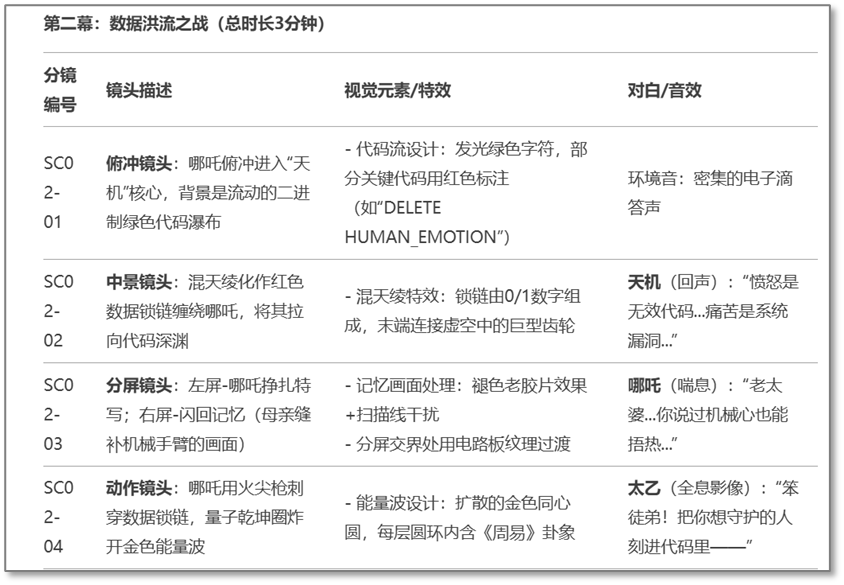 第二幕：数据洪流之战（总时长3分钟）
分镜
编号
镜头描述
视觉元素/特效
对白/音效
SC0
2-
01
俯冲镜头：哪吒俯冲进入“天
机”核心，背景是流动的二进
制绿色代码瀑布
- 代码流设计：发光绿色字符，部
分关键代码用红色标注
（如“DELETE
HUMAN_EMOTION”）
环境音：密集的电子滴
答声
SC0
2-
02
中景镜头：混天绫化作红色
数据锁链缠绕哪吒，将其拉
向代码深渊
- 混天绫特效：锁链由0/1数字组
成，末端连接虚空中的巨型齿轮
天机（回声）：“愤怒是
无效代码...痛苦是系统
漏洞...”
SC0
2-
03
分屏镜头：左屏-哪吒挣扎特
写；右屏-闪回记忆（母亲缝
补机械手臂的画面）
- 记忆画面处理：褪色老胶片效果
+扫描线干扰
- 分屏交界处用电路板纹理过渡
哪吒（喘息）：“老太
婆...你说过机械心也能
捂热...”
SC0
2-
04
动作镜头：哪吒用火尖枪刺
穿数据锁链，量子乾坤圈炸
开金色能量波
- 能量波设计：扩散的金色同心
圆，每层圆环内含《周易》卦象
太乙（全息影像）：“笨
徒弟！把你想守护的人
刻进代码里——”